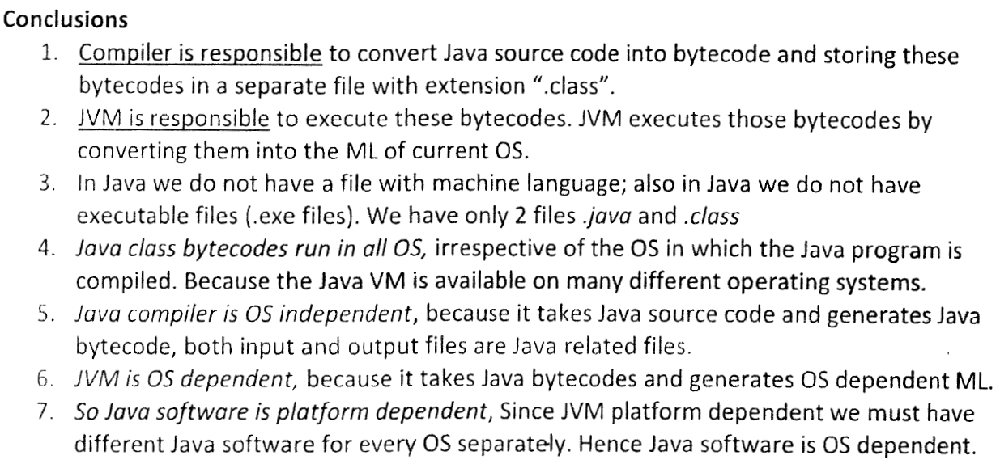 Conclusions
1. Compiler is responsible to convert Java source code into bytecode and storing these
bytecodes in a separate file with extension “.class”.
2. JVM is responsible to execute these bytecodes. JVM executes those bytecodes by
converting them into the ML of current OS.
3. In Java we do not have a file with machine language; also in Java we do not have
executable files (.exe files). We have only 2 files .java and .class
4. Java class bytecodes run in all OS, irrespective of the OS in which the Java program is
compiled. Because the Java VM is available on many different operating systems.
5. Java compiler is OS independent, because it takes Java source code and generates Java
bytecode, both input and output files are Java related files.
6. JVM is OS dependent, because it takes Java bytecodes and generates OS dependent ML.
7. So Java software is platform dependent, Since JVM platform dependent we must have
different Java software for every OS separately. Hence Java software is OS dependent.